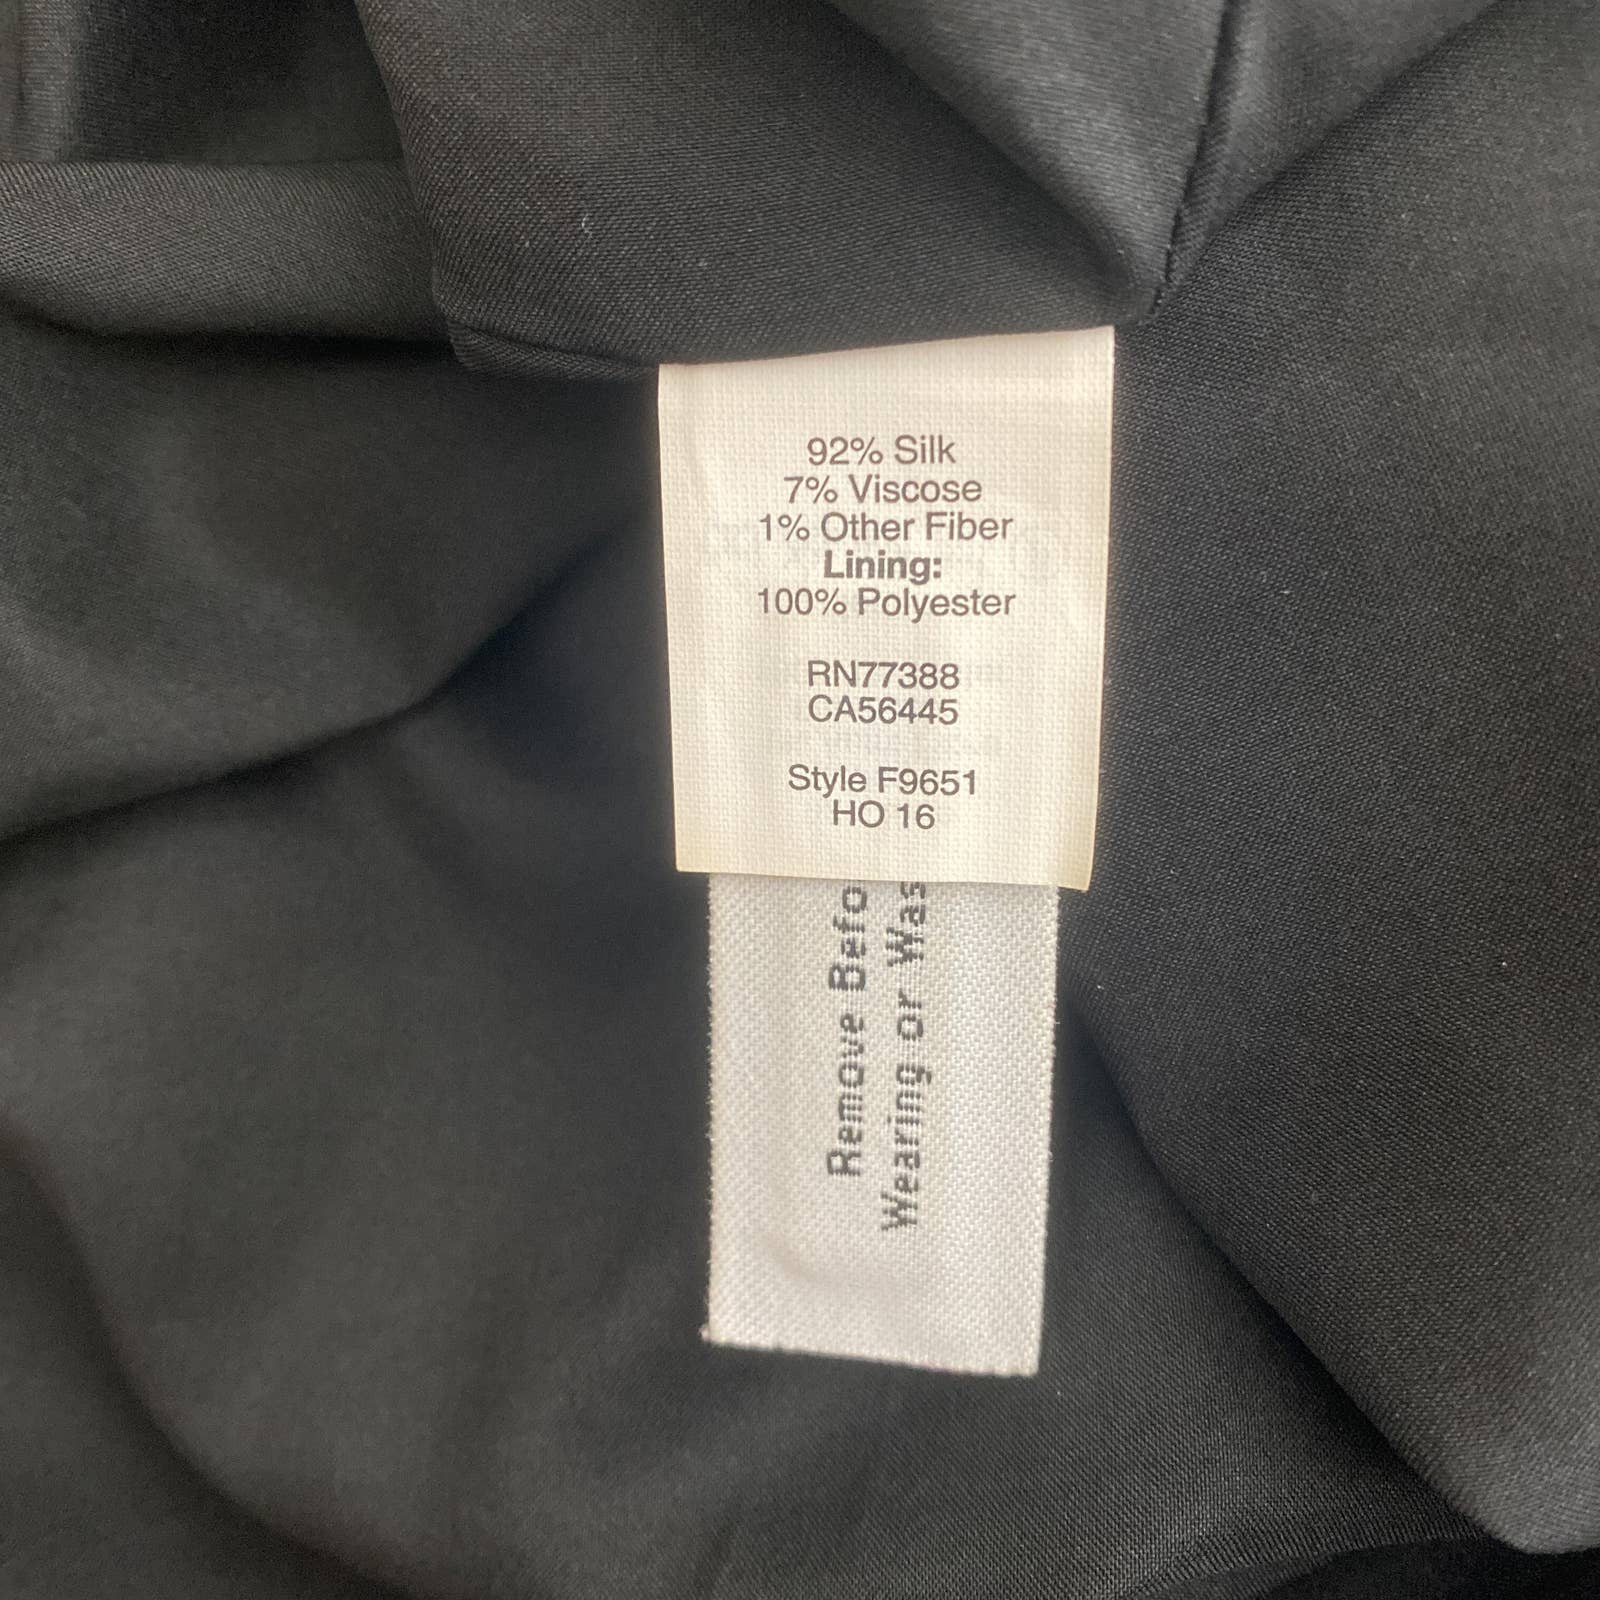 92% Silk
7% Viscose
1% Other Fiber
Lining:
100% Polyester
RN77388
CA56445
Style F9651
HO 16
Remove Befo
Wearing or Was